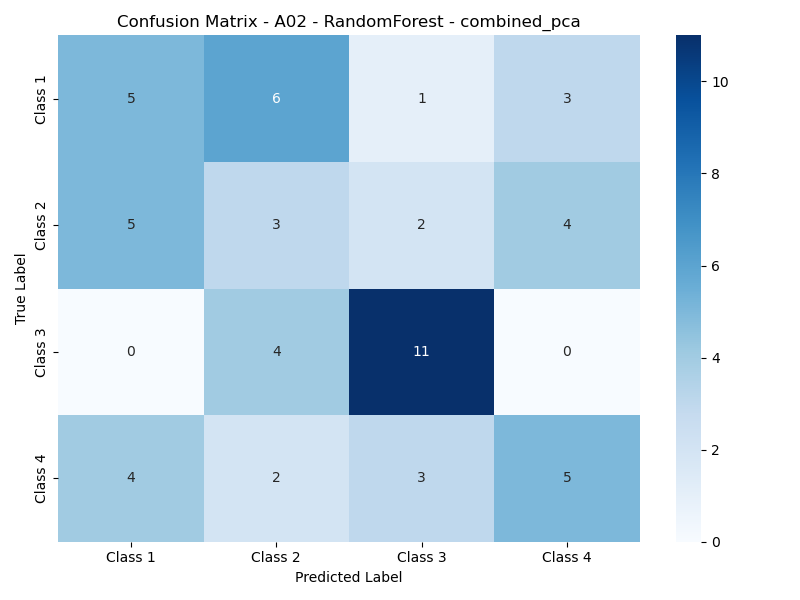 Confusion Matrix - A02 - RandomForest - combined_pca
True Label
Class 1
5 6 1 3
Class 2
5 3 2 4
Class 3
0 4 11 0
Class 4
4 2 3 5
Class 1 Class 2 Class 3 Class 4
Predicted Label
10
8
6
4
2
0